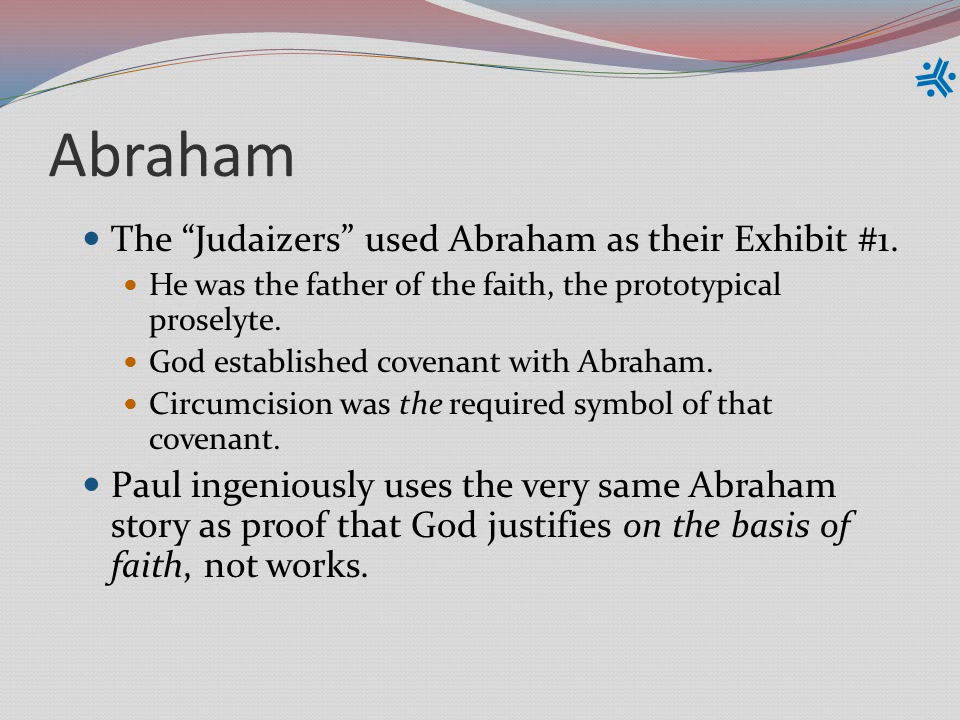 Abraham
• The “Judaizers” used Abraham as their Exhibit #1.
• He was the father of the faith, the prototypical
proselyte.
• God established covenant with Abraham.
• Circumcision was the required symbol of that
covenant.
• Paul ingeniously uses the very same Abraham
story as proof that God justifies on the basis of
faith, not works.